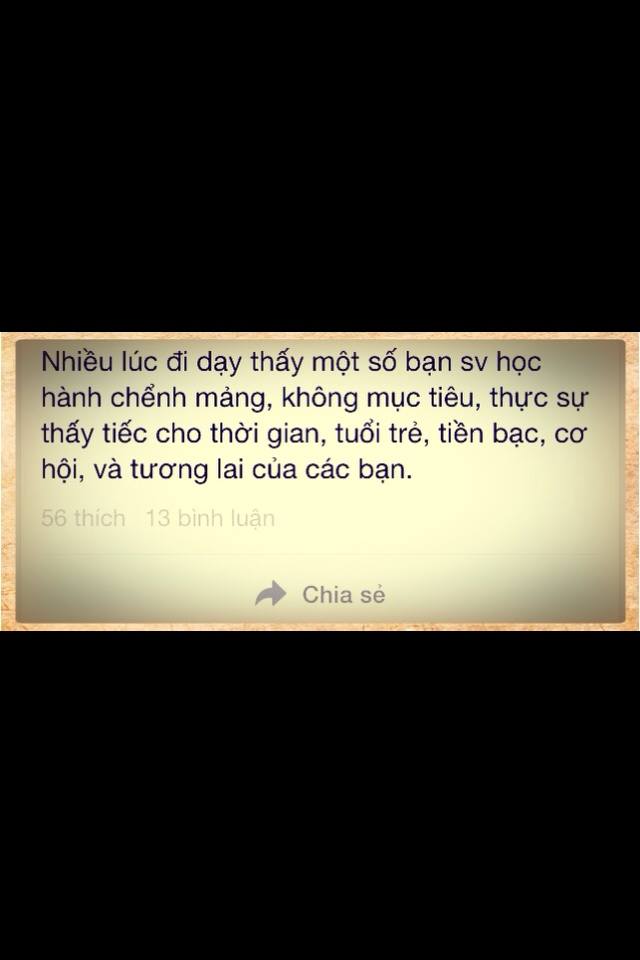 Nhiều lúc đi dạy thấy một số bạn sv học
hành chểnh mảng, không mục tiêu, thực sự
thấy tiếc cho thời gian, tuổi trẻ, tiền bạc, cơ
hội, và tương lai của các bạn.
56 thích 13 bình luận
Chia sẻ